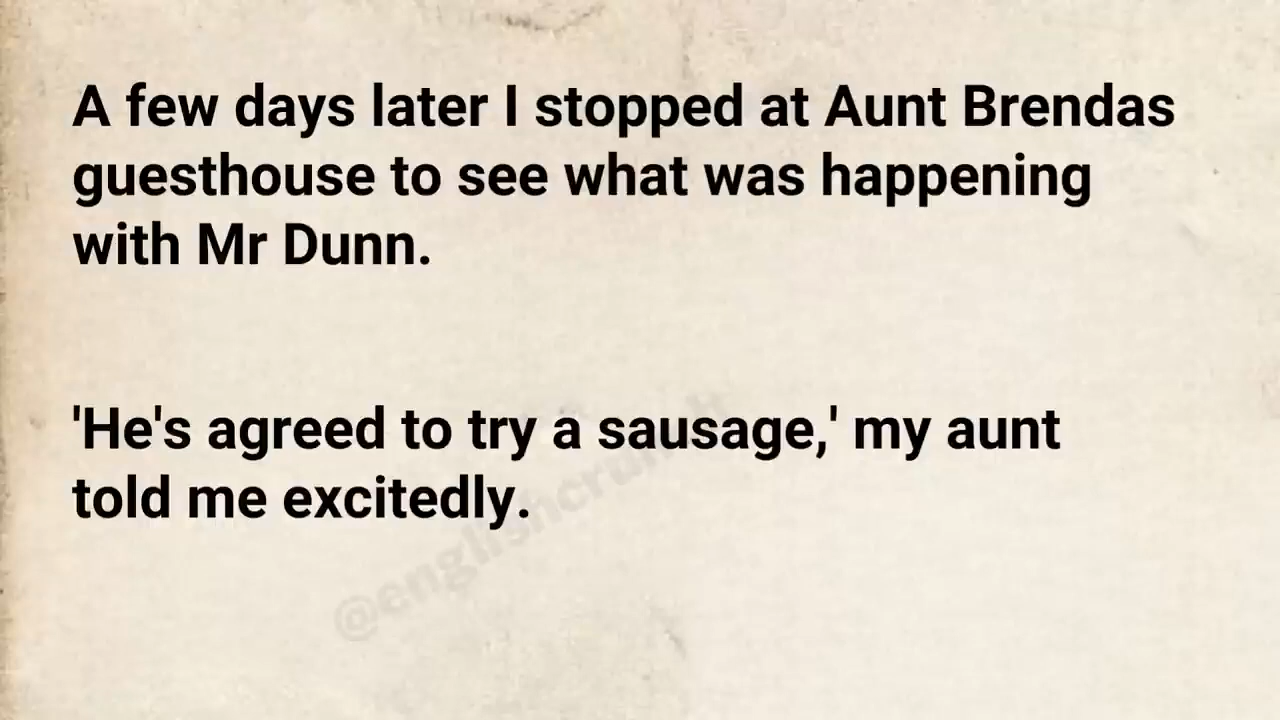 A few days later I stopped at Aunt Brendas
guesthouse to see what was happening
with Mr Dunn.
'He's agreed to try a sausage,' my aunt
told me excitedly.